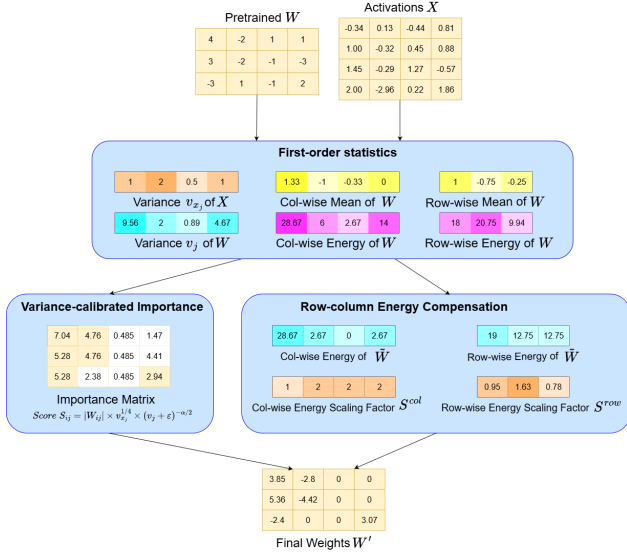 Pretrained W
Activations X
4 -2 1 1
3 -2 -1 -3
-3 1 -1 2
-0.34 0.13 -0.44 0.81
1.00 -0.32 0.45 0.88
1.45 -0.29 1.27 -0.57
2.00 -2.96 0.22 1.86
First-order statistics
1 2 0.5 1
Variance v_{x_j} of X
1.33 -1 -0.33 0
Col-wise Mean of W
1 -0.75 -0.25
Row-wise Mean of W
9.56 2 0.89 4.67
Variance v_j of W
28.67 6 2.67 14
Col-wise Energy of W
18 20.75 9.94
Row-wise Energy of W
Variance-calibrated Importance
7.04 4.76 0.485 1.47
5.28 4.76 0.485 4.41
5.28 2.38 0.485 2.94
Importance Matrix
Score S_{ij} = |W_{ij}| × v_{x_j}^{1/4} × (v_j + ε)^{-α/2}
Row-column Energy Compensation
28.67 2.67 0 2.67
Col-wise Energy of W̃
19 12.75 12.75
Row-wise Energy of W̃
1 2 2 2
Col-wise Energy Scaling Factor S^{col}
0.95 1.63 0.78
Row-wise Energy Scaling Factor S^{row}
3.85 -2.8 0 0
5.36 -4.42 0 0
-2.4 0 0 3.07
Final Weights W′